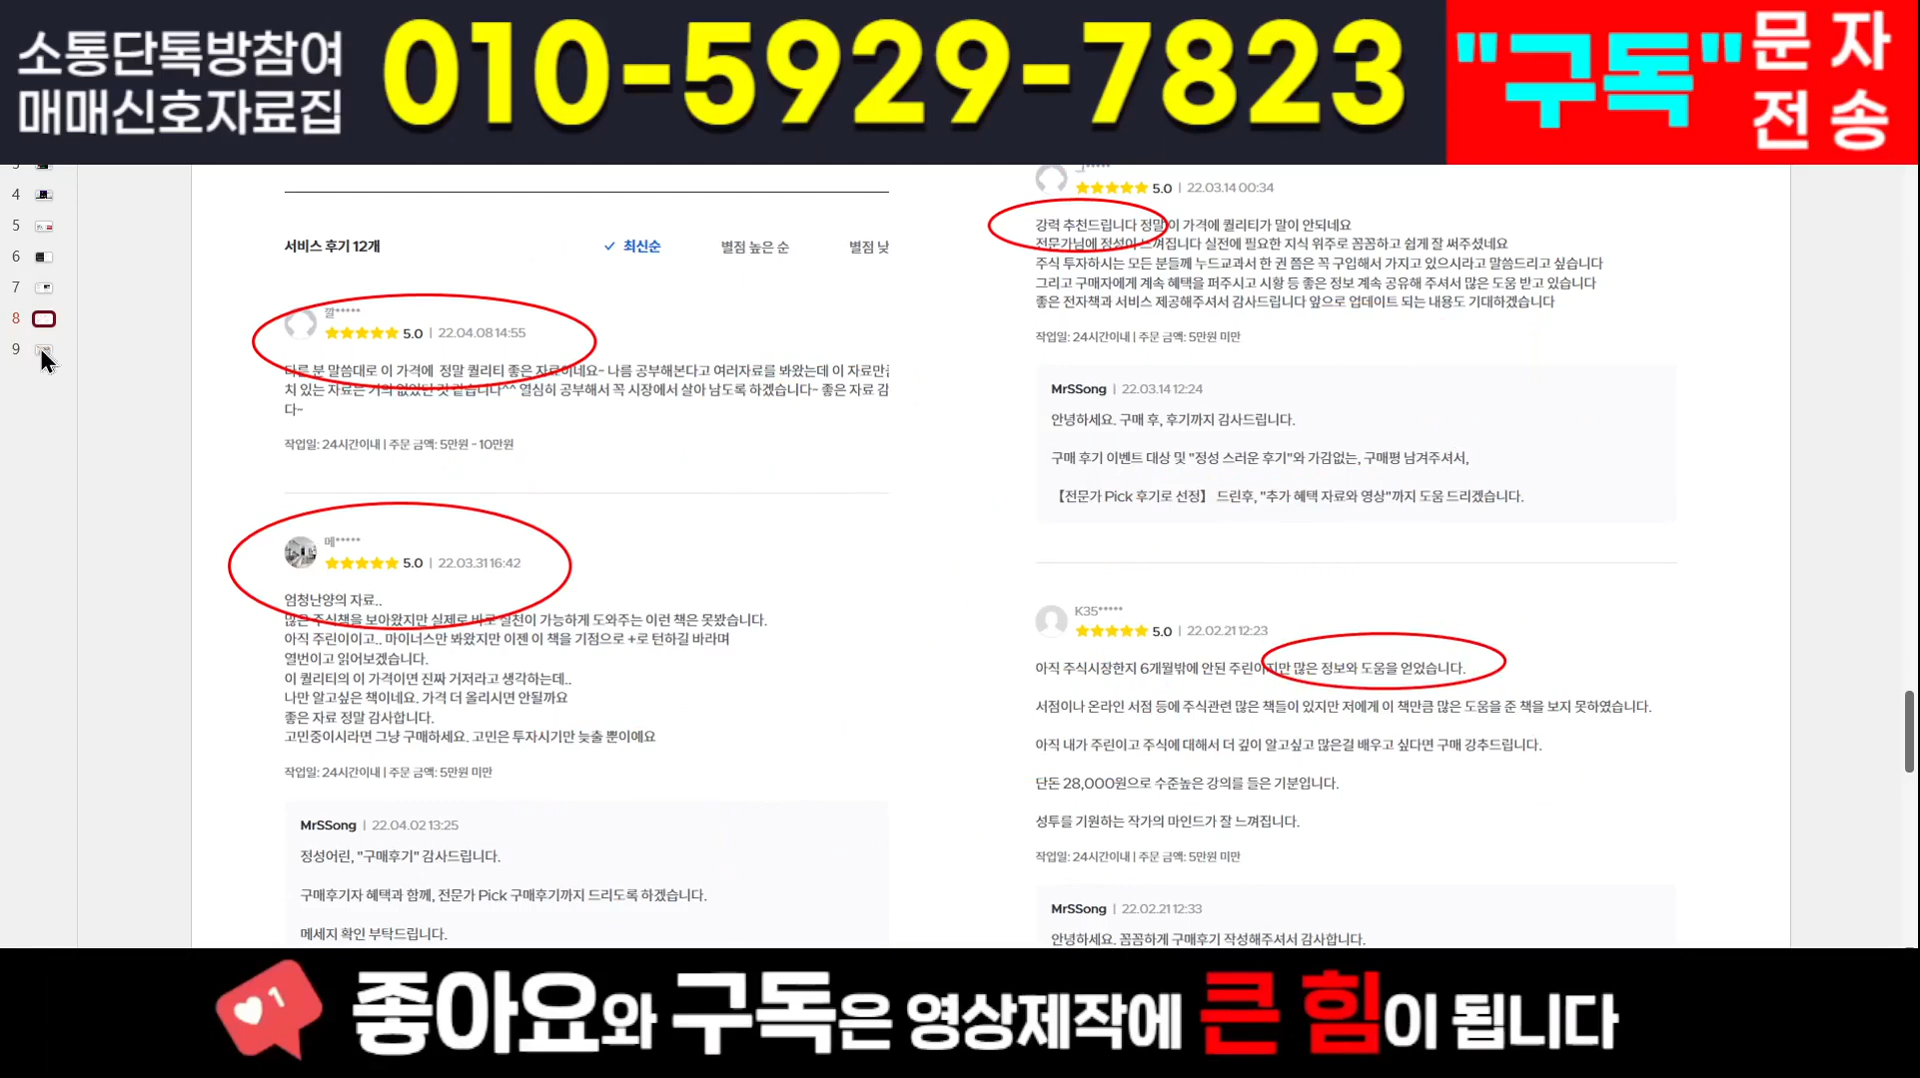 소통단톡방참여
매매신호자료집
010-5929-7823
"구독"
문자
전송
4
5
6
7
8
9
서비스 후기 12개
✓ 최신순
별점 높은 순
별점 낮
깔*****
★★★★★ 5.0 | 22.04.08 14:55
다른 분 말씀대로 이 가격에 정말 퀄리티 좋은 자료이네요~ 나름 공부해본다고 여러자료를 봐왔는데 이 자료만큼
치 있는 자료는 거의 없었던 것 같습니다^^ 열심히 공부해서 꼭 시장에서 살아 남도록 하겠습니다~ 좋은 자료 감
다~
작업일: 24시간이내 | 주문 금액: 5만원 ~ 10만원
메*****
★★★★★ 5.0 | 22.03.31 16:42
엄청난양의 자료..
많은 주식책을 보아왔지만 실제로 바로 실천이 가능하게 도와주는 이런 책은 못봤습니다.
아직 주린이이고.. 마이너스만 봐왔지만 이젠 이 책을 기점으로 +로 턴하길 바라며
열번이고 읽어보겠습니다.
이 퀄리티의 이 가격이면 진짜 거저라고 생각하는데..
나만 알고싶은 책이네요. 가격 더 올리시면 안될까요
좋은 자료 정말 감사합니다.
고민중이시라면 그냥 구매하세요. 고민은 투자시기만 늦출 뿐이에요
작업일: 24시간이내 | 주문 금액: 5만원 미만
MrSSong | 22.04.02 13:25
정성어린, "구매후기" 감사드립니다.
구매후기자 혜택과 함께, 전문가 Pick 구매후기까지 드리도록 하겠습니다.
메세지 확인 부탁드립니다.
★★★★★ 5.0 | 22.03.14 00:34
강력 추천드립니다 정말 이 가격에 퀄리티가 말이 안되네요
전문가님에 정성이 느껴집니다 실전에 필요한 지식 위주로 꼼꼼하고 쉽게 잘 써주셨네요
주식 투자하시는 모든 분들께 누드교과서 한 권 쯤은 꼭 구입해서 가지고 있으시라고 말씀드리고 싶습니다
그리고 구매자에게 계속 혜택을 퍼주시고 시황 등 좋은 정보 계속 공유해 주셔서 많은 도움 받고 있습니다
좋은 전자책과 서비스 제공해주셔서 감사드립니다 앞으로 업데이트 되는 내용도 기대하겠습니다
작업일: 24시간이내 | 주문 금액: 5만원 미만
MrSSong | 22.03.14 12:24
안녕하세요. 구매 후, 후기까지 감사드립니다.
구매 후기 이벤트 대상 및 "정성 스러운 후기"와 가감없는, 구매평 남겨주셔서,
【전문가 Pick 후기로 선정】 드린후, "추가 혜택 자료와 영상"까지 도움 드리겠습니다.
K35*****
★★★★★ 5.0 | 22.02.21 12:23
아직 주식시장한지 6개월밖에 안된 주린이지만 많은 정보와 도움을 얻었습니다.
서점이나 온라인 서점 등에 주식관련 많은 책들이 있지만 저에게 이 책만큼 많은 도움을 준 책을 보지 못하였습니다.
아직 내가 주린이고 주식에 대해서 더 깊이 알고싶고 많은걸 배우고 싶다면 구매 강추드립니다.
단돈 28,000원으로 수준높은 강의를 들은 기분입니다.
성투를 기원하는 작가의 마인드가 잘 느껴집니다.
작업일: 24시간이내 | 주문 금액: 5만원 미만
MrSSong | 22.02.21 12:33
안녕하세요. 꼼꼼하게 구매후기 작성해주셔서 감사합니다.
1
좋아요와 구독은 영상제작에 큰 힘이 됩니다